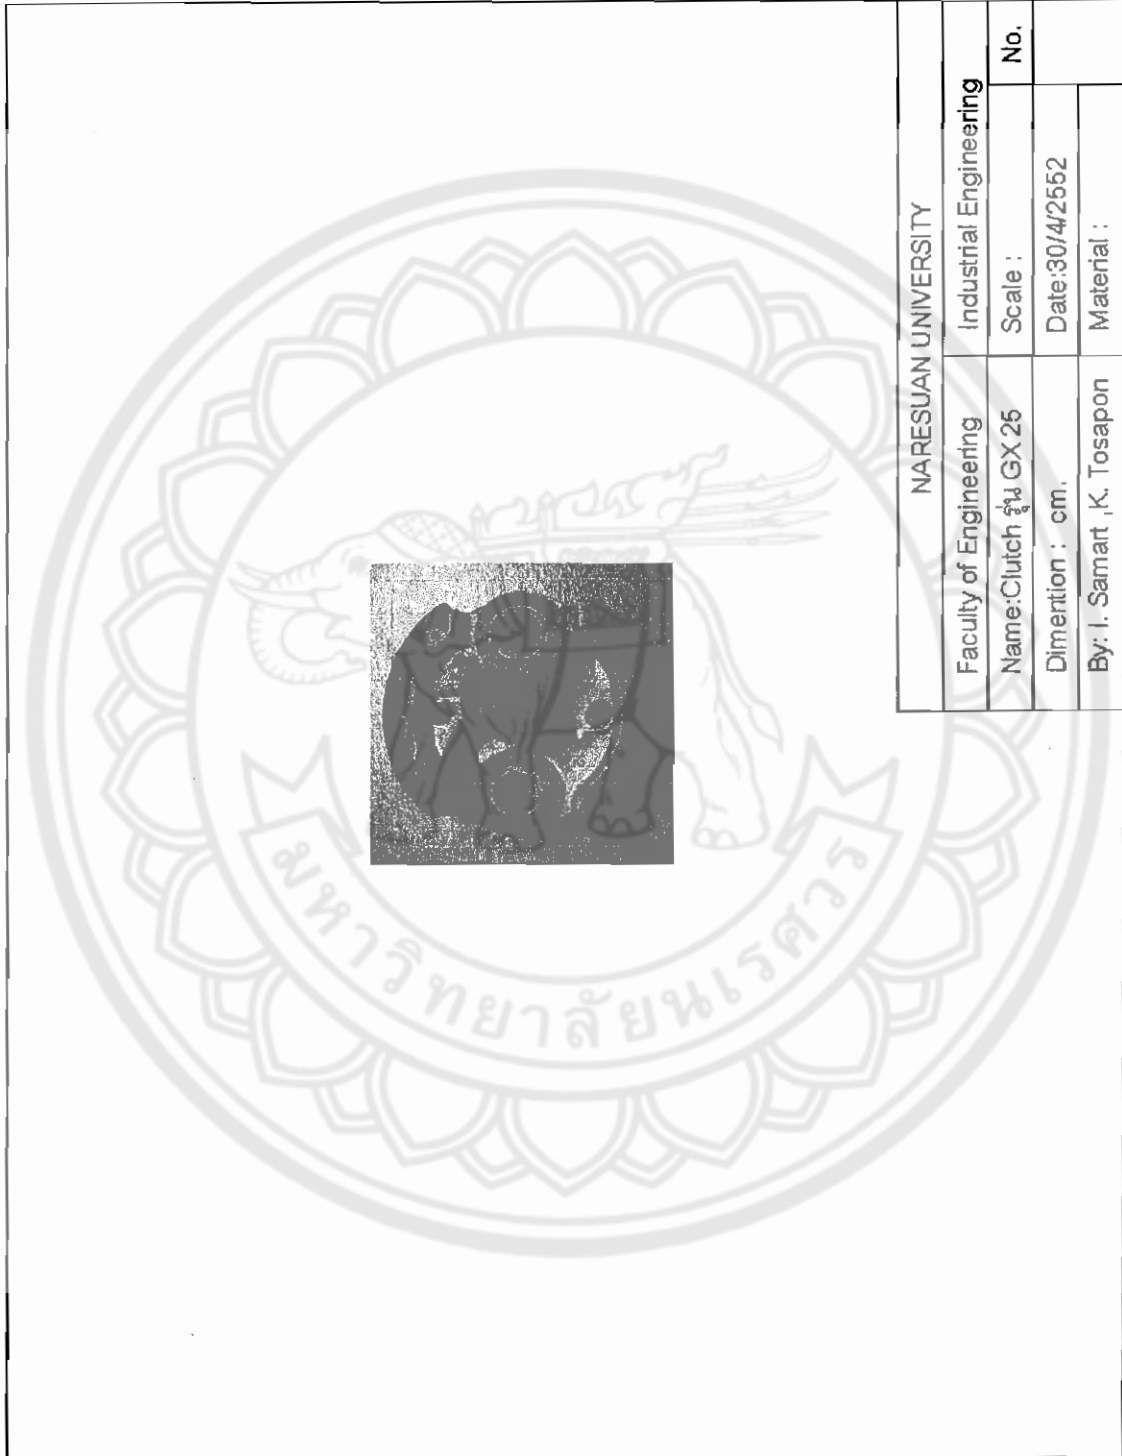 NARESUAN UNIVERSITY
Faculty of Engineering Industrial Engineering
Name:Clutch รุ่น GX 25 Scale : No.
Dimention : cm. Date:30/4/2552
By: I. Samart ,K. Tosapon Material :
มหาวิทยาลัยนเรศวร